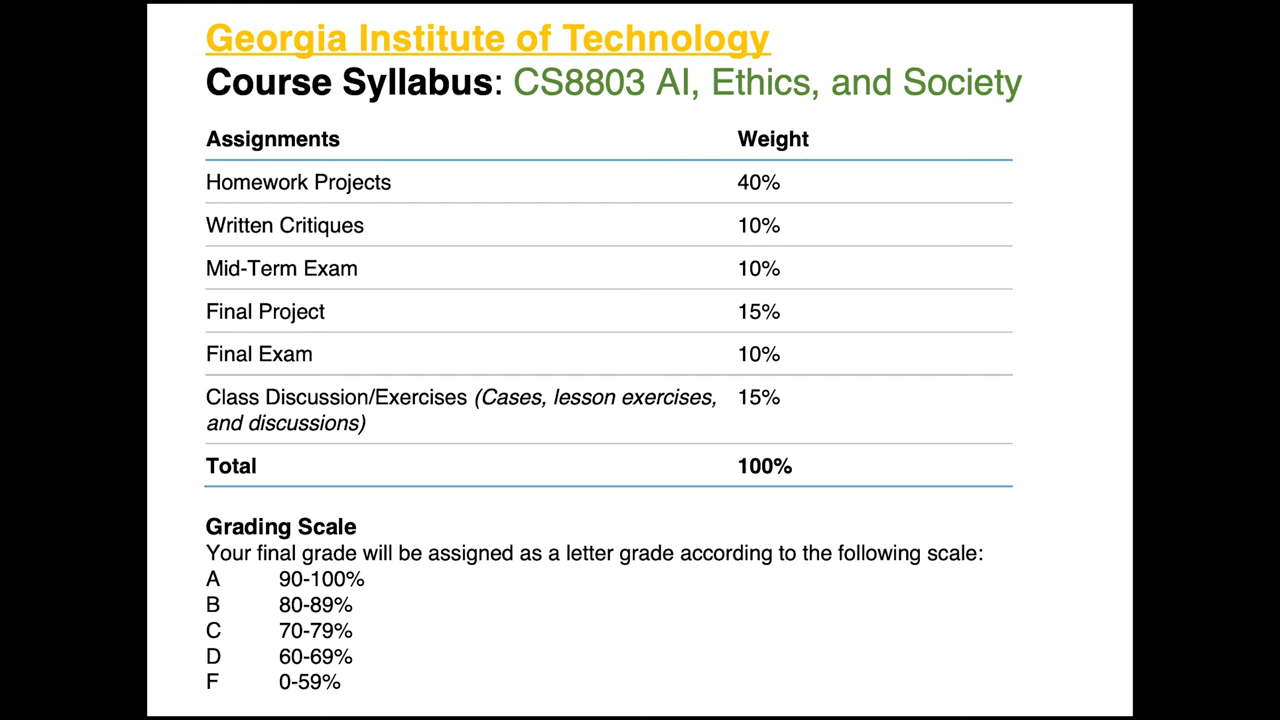 Georgia Institute of Technology
Course Syllabus: CS8803 AI, Ethics, and Society
Assignments Weight
Homework Projects 40%
Written Critiques 10%
Mid-Term Exam 10%
Final Project 15%
Final Exam 10%
Class Discussion/Exercises (Cases, lesson exercises, 15%
and discussions)
Total 100%
Grading Scale
Your final grade will be assigned as a letter grade according to the following scale:
A 90-100%
B 80-89%
C 70-79%
D 60-69%
F 0-59%